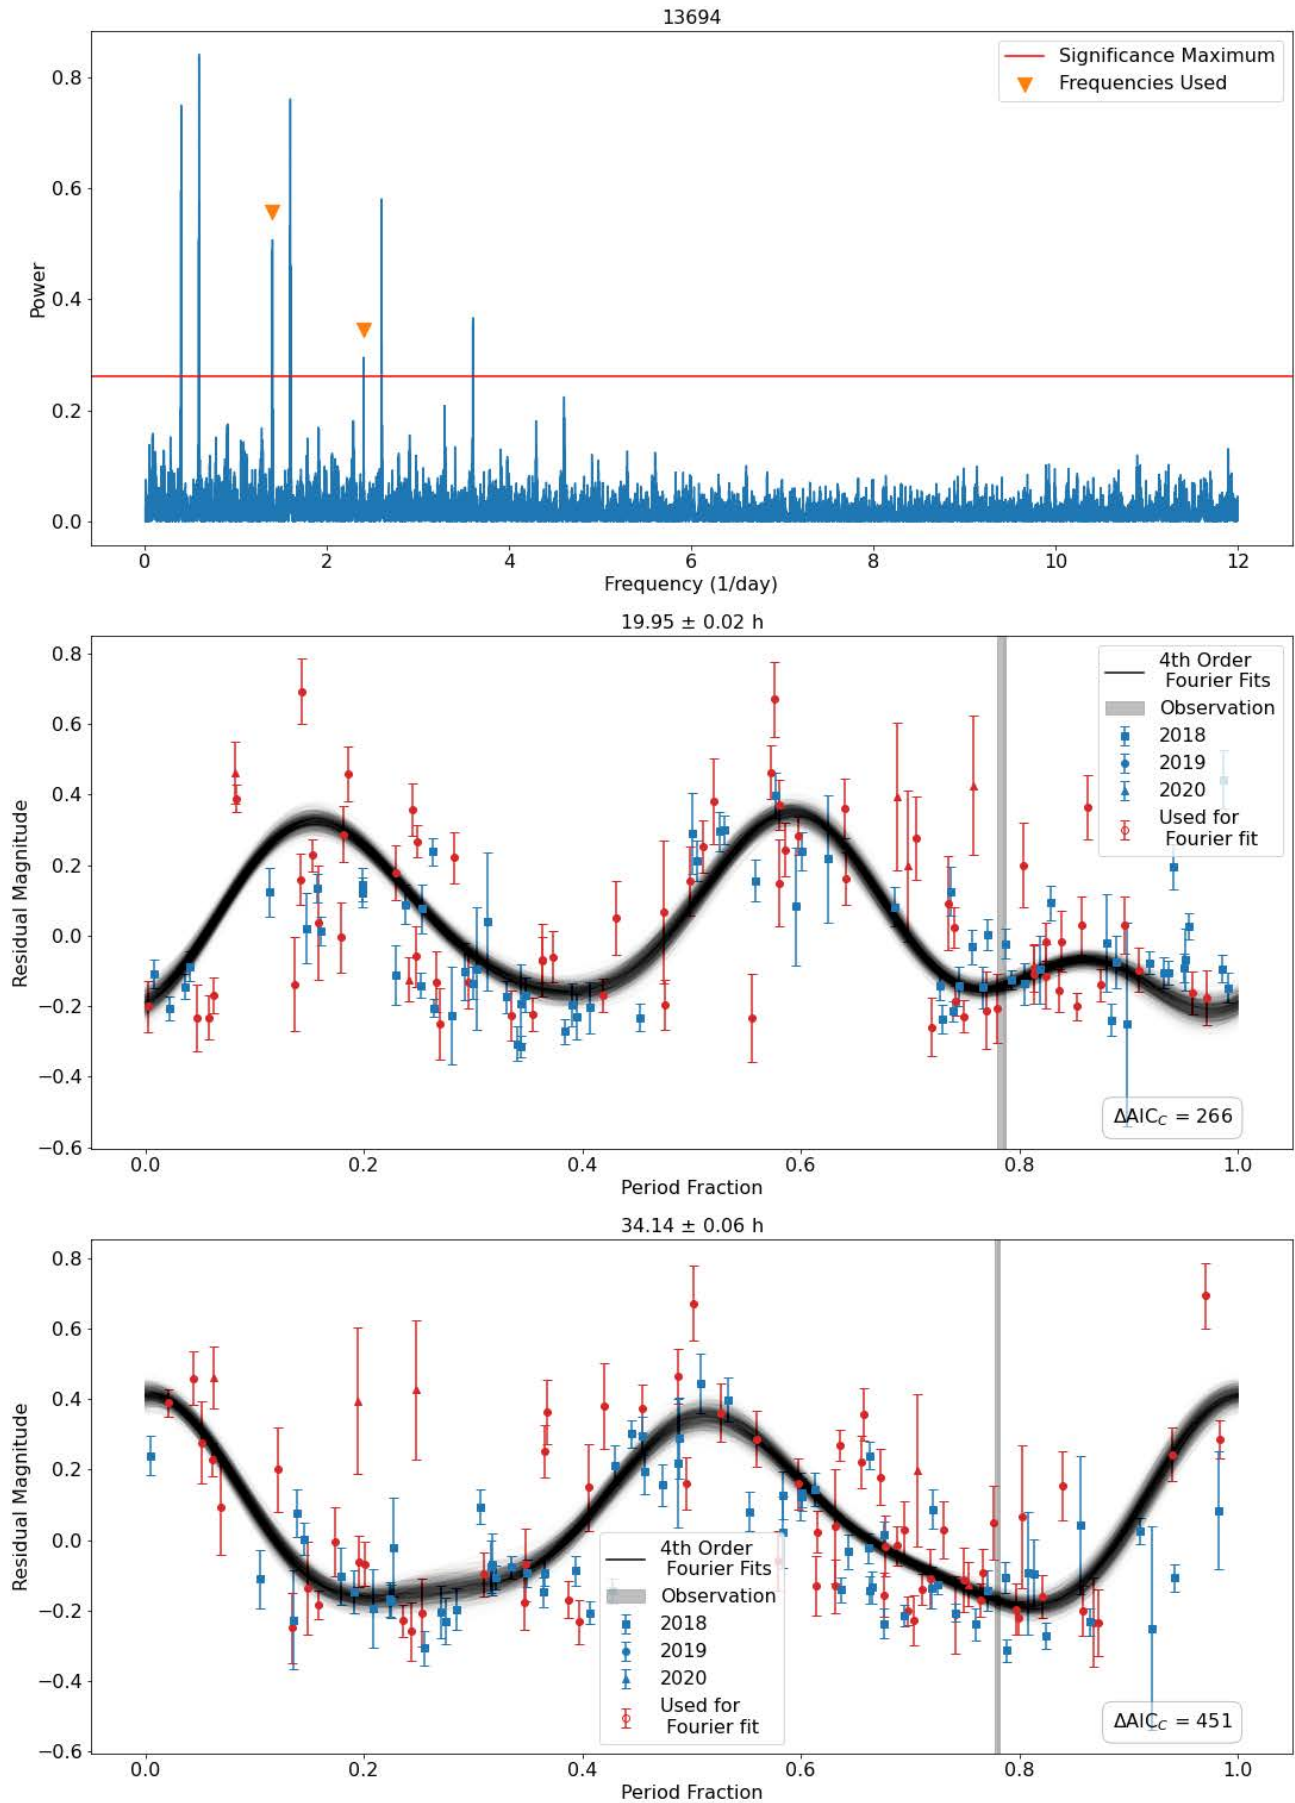 13694
Significance Maximum
Frequencies Used
0.8
0.6
0.4
0.2
0.0
Power
0
2
4
6
8
10
12
Frequency (1/day)
19.95 ± 0.02 h
4th Order
Fourier Fits
Observation
2018
2019
2020
Used for
Fourier fit
0.8
0.6
0.4
0.2
0.0
−0.2
−0.4
−0.6
Residual Magnitude
ΔAIC_C = 266
0.0
0.2
0.4
0.6
0.8
1.0
Period Fraction
34.14 ± 0.06 h
0.8
0.6
0.4
0.2
0.0
−0.2
−0.4
−0.6
Residual Magnitude
4th Order
Fourier Fits
Observation
2018
2019
2020
Used for
Fourier fit
ΔAIC_C = 451
0.0
0.2
0.4
0.6
0.8
1.0
Period Fraction